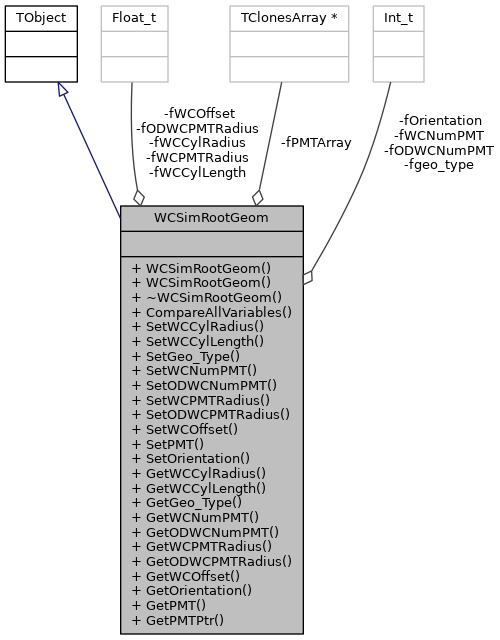 TObject
Float_t
TClonesArray *
Int_t
-fWCOffset
-fODWCPMTRadius
-fWCCylRadius
-fWCPMTRadius
-fWCCylLength
-fPMTArray
-fOrientation
-fWCNumPMT
-fODWCNumPMT
-fgeo_type
WCSimRootGeom
+ WCSimRootGeom()
+ WCSimRootGeom()
+ ~WCSimRootGeom()
+ CompareAllVariables()
+ SetWCCylRadius()
+ SetWCCylLength()
+ SetGeo_Type()
+ SetWCNumPMT()
+ SetODWCNumPMT()
+ SetWCPMTRadius()
+ SetODWCPMTRadius()
+ SetWCOffset()
+ SetPMT()
+ SetOrientation()
+ GetWCCylRadius()
+ GetWCCylLength()
+ GetGeo_Type()
+ GetWCNumPMT()
+ GetODWCNumPMT()
+ GetWCPMTRadius()
+ GetODWCPMTRadius()
+ GetWCOffset()
+ GetOrientation()
+ GetPMT()
+ GetPMTPtr()